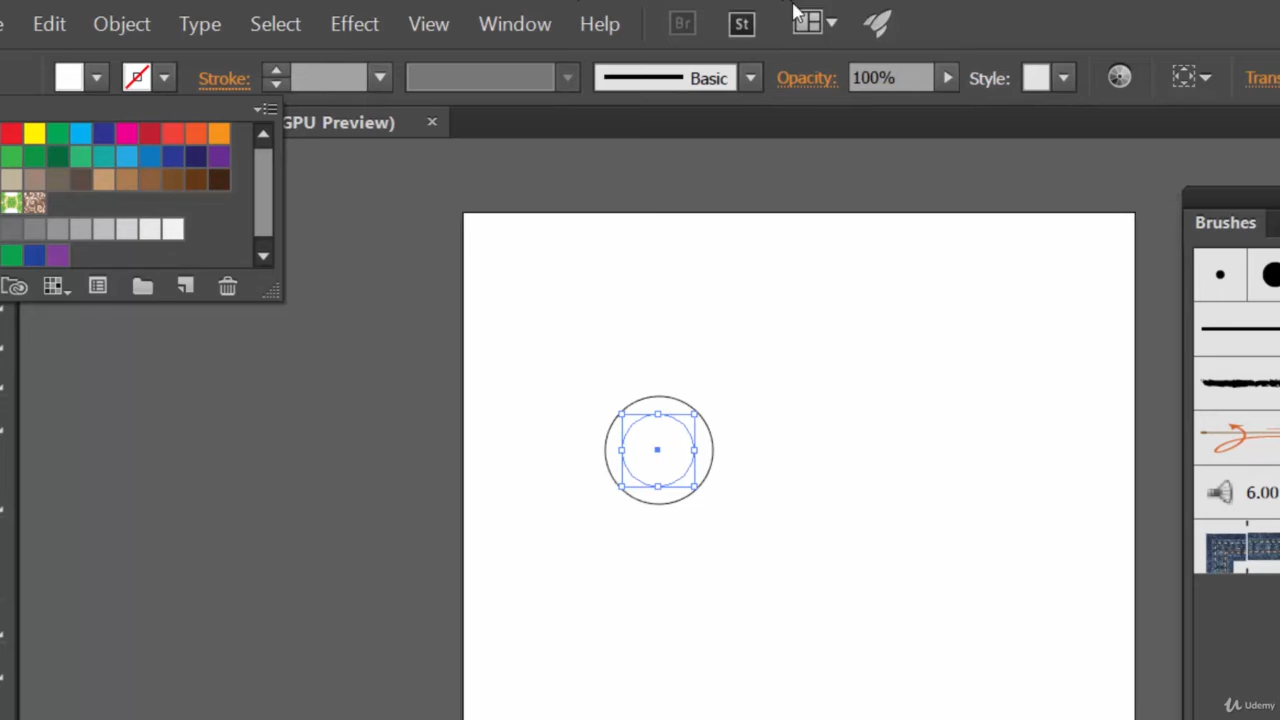 Edit Object Type Select Effect View Window Help Br St
Stroke: Basic Opacity: 100% Style: Trans
GPU Preview) ×
Brushes
6.00
Udemy